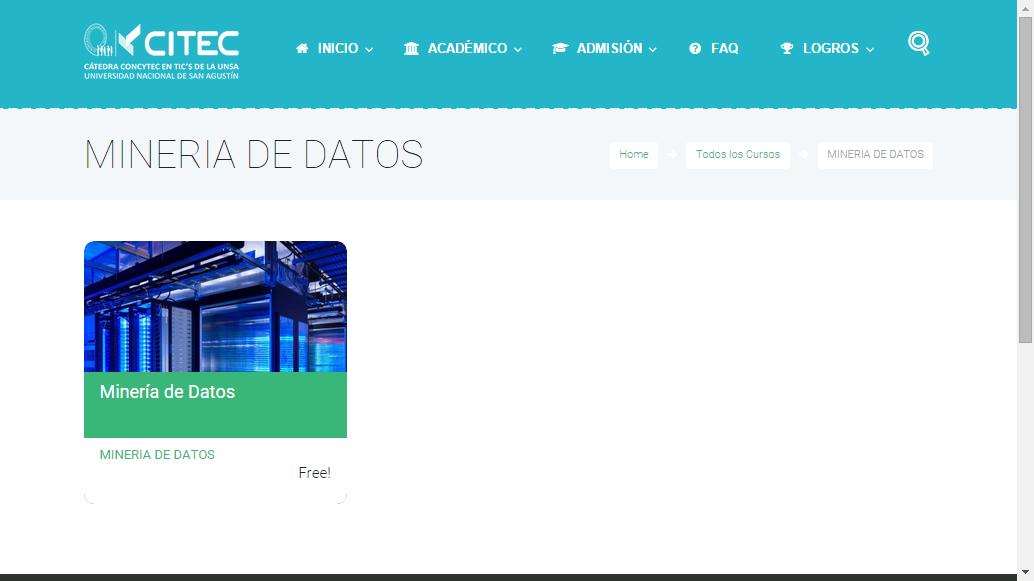 CITEC
CÁTEDRA CONCYTEC EN TIC'S DE LA UNSA
UNIVERSIDAD NACIONAL DE SAN AGUSTÍN
INICIO
ACADÉMICO
ADMISIÓN
FAQ
LOGROS
MINERIA DE DATOS
Home
Todos los Cursos
MINERIA DE DATOS
Minería de Datos
MINERIA DE DATOS
Free!